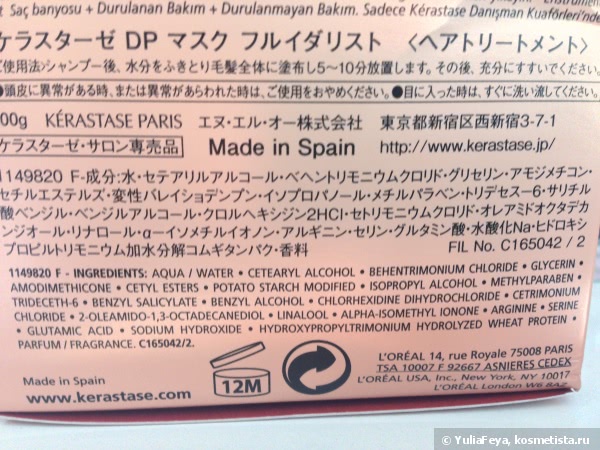 Saç banyosu + Durulanan Bakım + Durulanmayan Bakım. Sadece Kérastase Danışman Kuaförleri'nde
ケラスターゼ DP マスク フルイダリスト 〈ヘアトリートメント〉
ご使用法:シャンプー後、水分をふきとり毛髪全体に塗布し5~10分放置します。その後、充分にすすいでください。
●頭皮に異常がある時、または異常があらわれた時は、ご使用をおやめください。●目に入った時は、すぐに洗い流してください。
00g KÉRASTASE PARIS エヌ・エル・オー株式会社 東京都新宿区西新宿3-7-1
ケラスターゼ・サロン専売品 Made in Spain http://www.kerastase.jp/
1149820 F-成分:水・セテアリルアルコール・ベヘントリモニウムクロリド・グリセリン・アモジメチコン・
セチルエステルズ・変性バレイショデンプン・イソプロパノール・メチルパラベン・トリデセス-6・サリチル
酸ベンジル・ベンジルアルコール・クロルヘキシジン2HCl・セトリモニウムクロリド・オレアミドオクタデカ
ンジオール・リナロール・α-イソメチルイオノン・アルギニン・セリン・グルタミン酸・水酸化Na・ヒドロキシ
プロピルトリモニウム加水分解コムギタンパク・香料 FIL No. C165042 / 2
1149820 F - INGREDIENTS: AQUA / WATER • CETEARYL ALCOHOL • BEHENTRIMONIUM CHLORIDE • GLYCERIN •
AMODIMETHICONE • CETYL ESTERS • POTATO STARCH MODIFIED • ISOPROPYL ALCOHOL • METHYLPARABEN •
TRIDECETH-6 • BENZYL SALICYLATE • BENZYL ALCOHOL • CHLORHEXIDINE DIHYDROCHLORIDE • CETRIMONIUM
CHLORIDE • 2-OLEAMIDO-1,3-OCTADECANEDIOL • LINALOOL • ALPHA-ISOMETHYL IONONE • ARGININE • SERINE
• GLUTAMIC ACID • SODIUM HYDROXIDE • HYDROXYPROPYLTRIMONIUM HYDROLYZED WHEAT PROTEIN •
PARFUM / FRAGRANCE. C165042/2.
Made in Spain
www.kerastase.com
12M
L'ORÉAL 14, rue Royale 75008 PARIS
TSA 10007 F 92667 ASNIERES CEDEX
L'ORÉAL USA, Inc., New York, NY 10017
L'ORÉAL London W6 8AZ
© YuliaFeya, kosmetista.ru